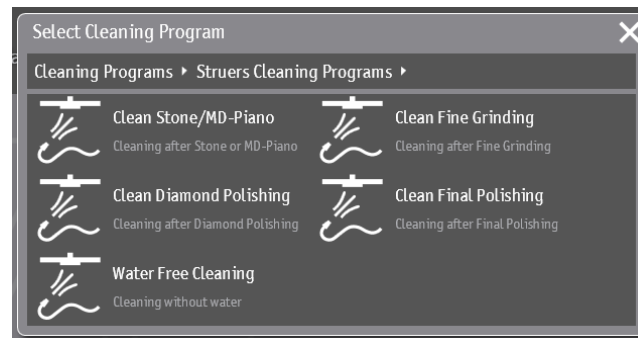 Select Cleaning Program
Cleaning Programs ▸ Struers Cleaning Programs ▸
Clean Stone/MD-Piano
Cleaning after Stone or MD-Piano
Clean Fine Grinding
Cleaning after Fine Grinding
Clean Diamond Polishing
Cleaning after Diamond Polishing
Clean Final Polishing
Cleaning after Final Polishing
Water Free Cleaning
Cleaning without water